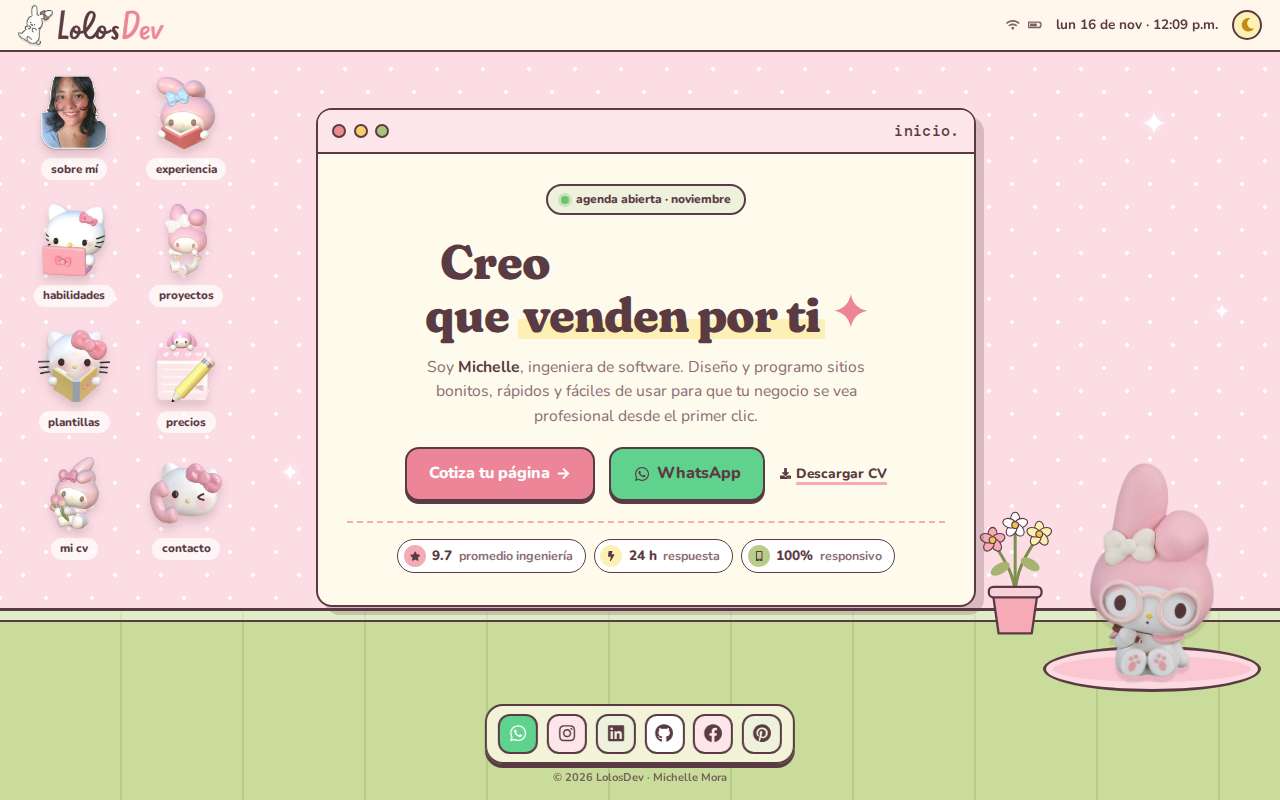 LolosDev
lun 16 de nov · 12:09 p.m.
sobre mí
experiencia
habilidades
proyectos
plantillas
precios
mi cv
contacto
inicio.
agenda abierta · noviembre
Creo
que venden por ti
Soy Michelle, ingeniera de software. Diseño y programo sitios
bonitos, rápidos y fáciles de usar para que tu negocio se vea
profesional desde el primer clic.
Cotiza tu página →
WhatsApp
Descargar CV
9.7 promedio ingeniería
24 h respuesta
100% responsivo
© 2026 LolosDev · Michelle Mora